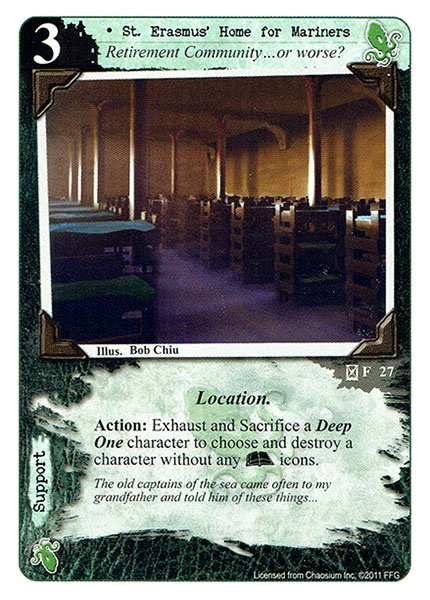 3
• St. Erasmus' Home for Mariners
Retirement Community...or worse?
Illus. Bob Chiu
F 27
Location.
Action: Exhaust and Sacrifice a Deep
One character to choose and destroy a
character without any icons.
The old captains of the sea came often to my
grandfather and told him of these things...
Support
Licensed from Chaosium Inc. ©2011 FFG